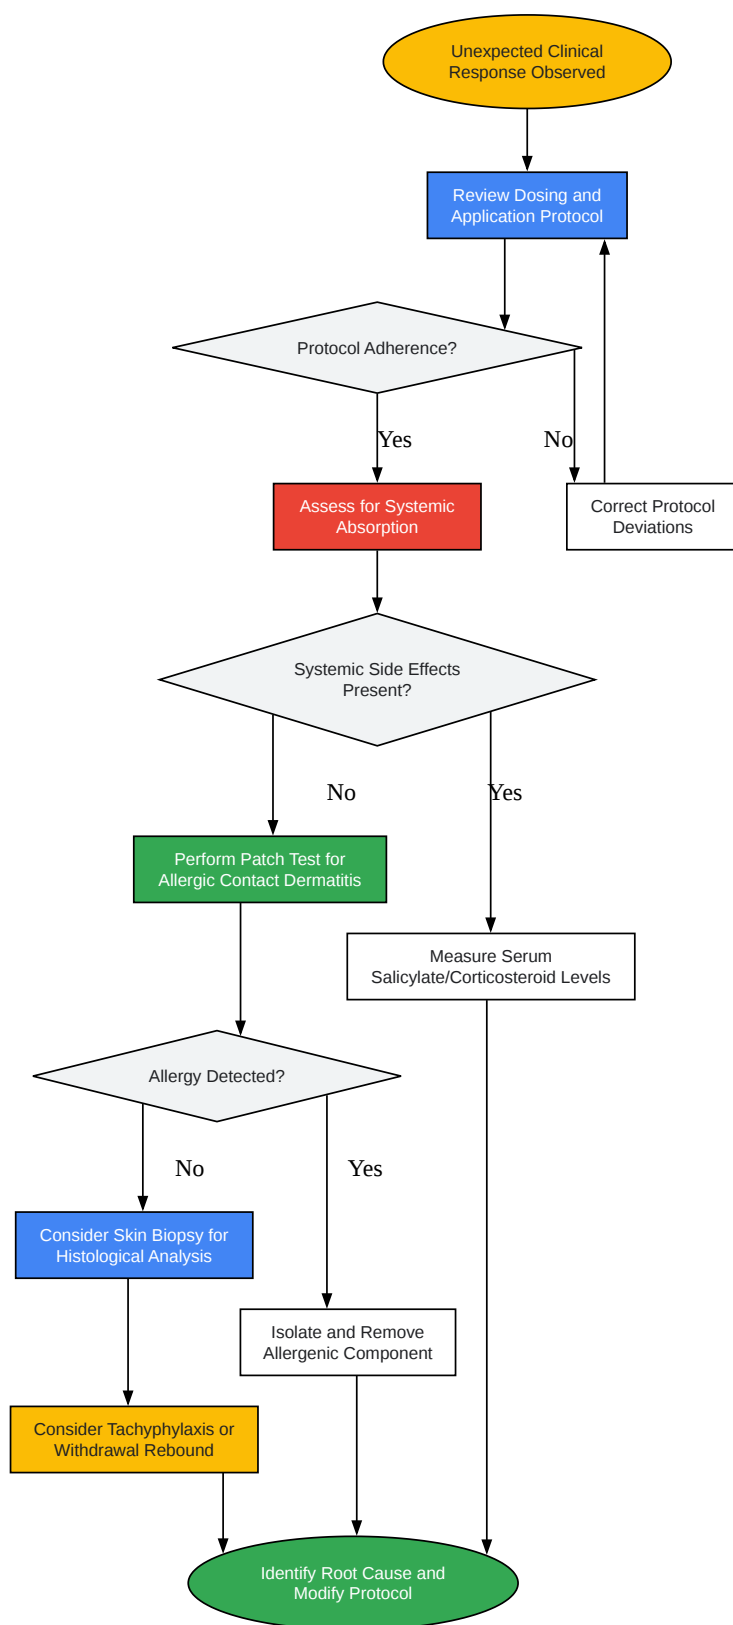 Unexpected Clinical
Response Observed
Review Dosing and
Application Protocol
Protocol Adherence?
Yes
No
Assess for Systemic
Absorption
Correct Protocol
Deviations
Systemic Side Effects
Present?
No
Yes
Perform Patch Test for
Allergic Contact Dermatitis
Measure Serum
Salicylate/Corticosteroid Levels
Allergy Detected?
No
Yes
Consider Skin Biopsy for
Histological Analysis
Isolate and Remove
Allergenic Component
Consider Tachyphylaxis or
Withdrawal Rebound
Identify Root Cause and
Modify Protocol